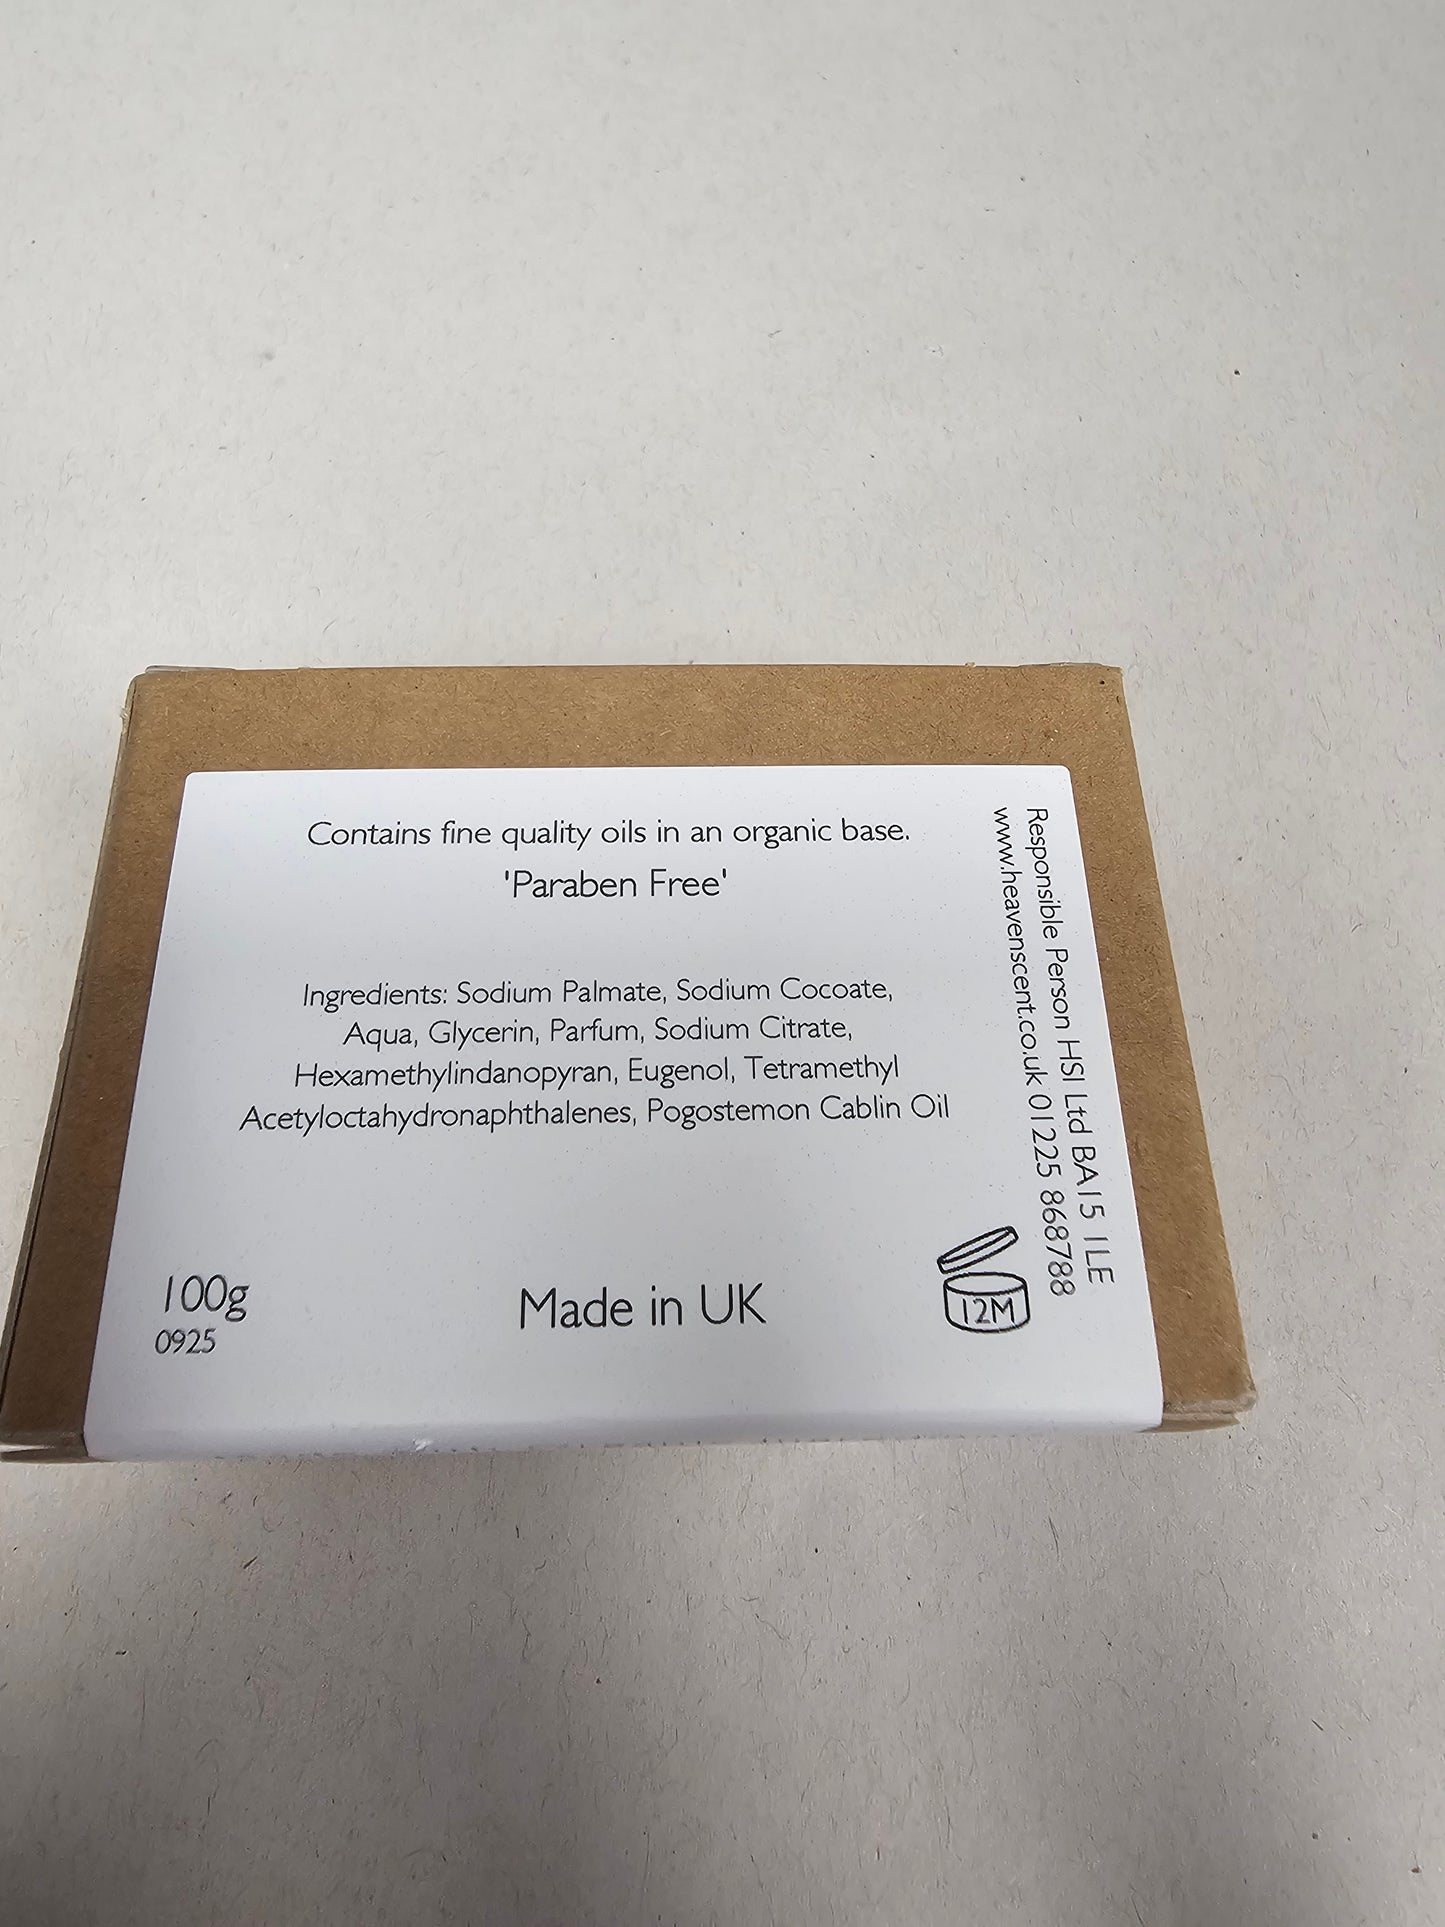 Contains fine quality oils in an organic base.
'Paraben Free'
Ingredients: Sodium Palmate, Sodium Cocoate,
Aqua, Glycerin, Parfum, Sodium Citrate,
Hexamethylindanopyran, Eugenol, Tetramethyl
Acetyloctahydronaphthalenes, Pogostemon Cablin Oil
100g
0925
Made in UK
12M
Responsible Person HSI Ltd BA15 1LE
www.heavenscent.co.uk 01225 868788